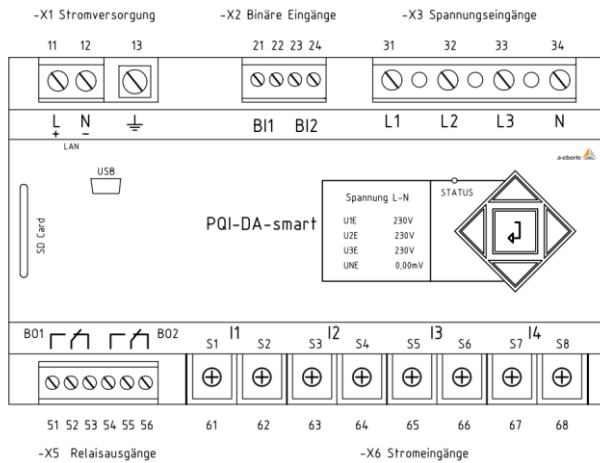 -X1 Stromversorgung
-X2 Binäre Eingänge
-X3 Spannungseingänge
11 12 13
21 22 23 24
31 32 33 34
L N
+ -
BI1 BI2
L1 L2 L3 N
LAN
USB
SD Card
PQI-DA-smart
Spannung L-N
U1E 230V
U2E 230V
U3E 230V
UNE 0,00mV
STATUS
a-eberle
BO1 BO2
I1 I2 I3 I4
S1 S2 S3 S4 S5 S6 S7 S8
51 52 53 54 55 56
61 62 63 64 65 66 67 68
-X5 Relaisausgänge
-X6 Stromeingänge